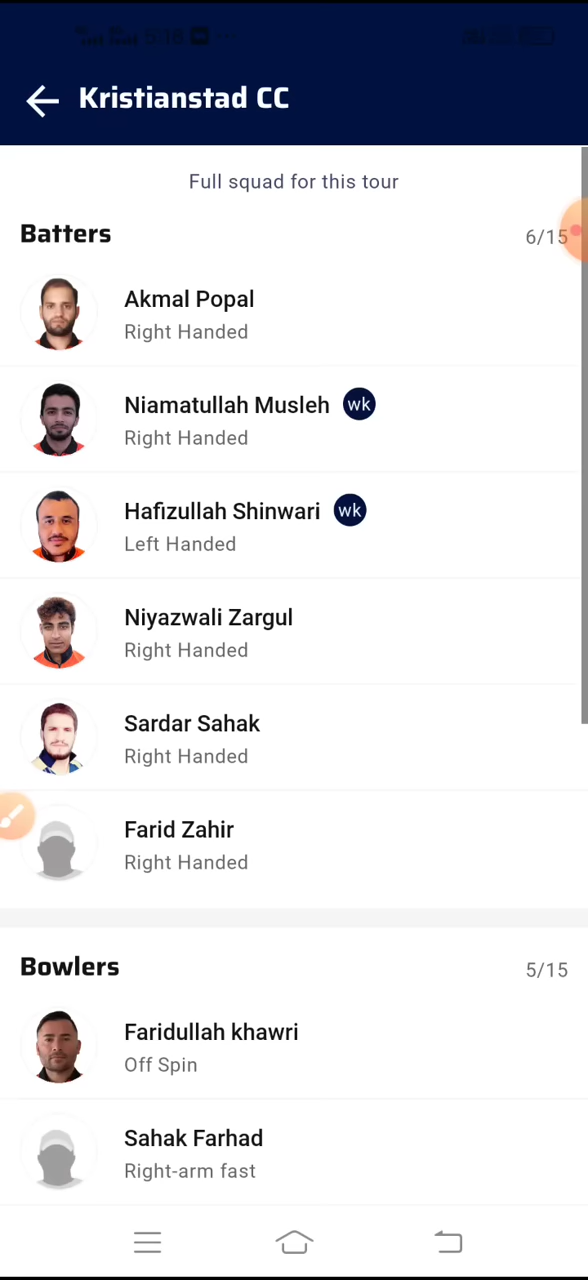 Kristianstad CC
Full squad for this tour
Batters 6/15
Akmal Popal
Right Handed
Niamatullah Musleh wk
Right Handed
Hafizullah Shinwari wk
Left Handed
Niyazwali Zargul
Right Handed
Sardar Sahak
Right Handed
Farid Zahir
Right Handed
Bowlers 5/15
Faridullah khawri
Off Spin
Sahak Farhad
Right-arm fast